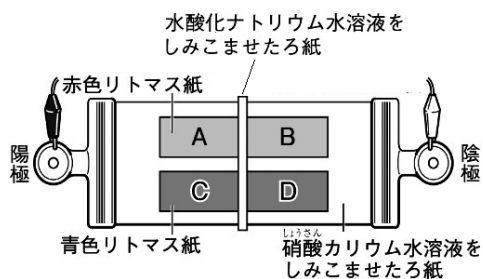 水酸化ナトリウム水溶液を
しみこませたろ紙
赤色リトマス紙
A
B
陽極
陰極
C
D
青色リトマス紙
しょうさん
硝酸カリウム水溶液を
しみこませたろ紙